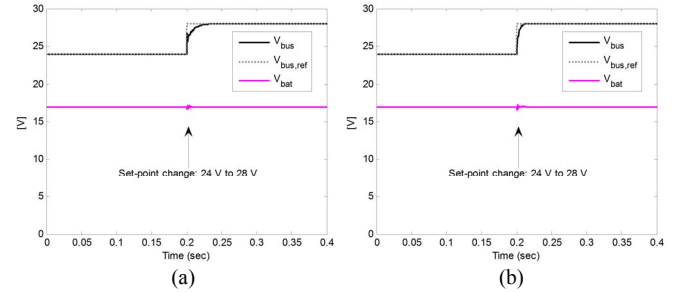 30
25
20
15
10
5
0
[V]
V_bus
V_bus,ref
V_bat
Set-point change: 24 V to 28 V
0 0.05 0.1 0.15 0.2 0.25 0.3 0.35 0.4
Time (sec)
(a)
30
25
20
15
10
5
0
[V]
V_bus
V_bus,ref
V_bat
Set-point change: 24 V to 28 V
0 0.05 0.1 0.15 0.2 0.25 0.3 0.35 0.4
Time (sec)
(b)